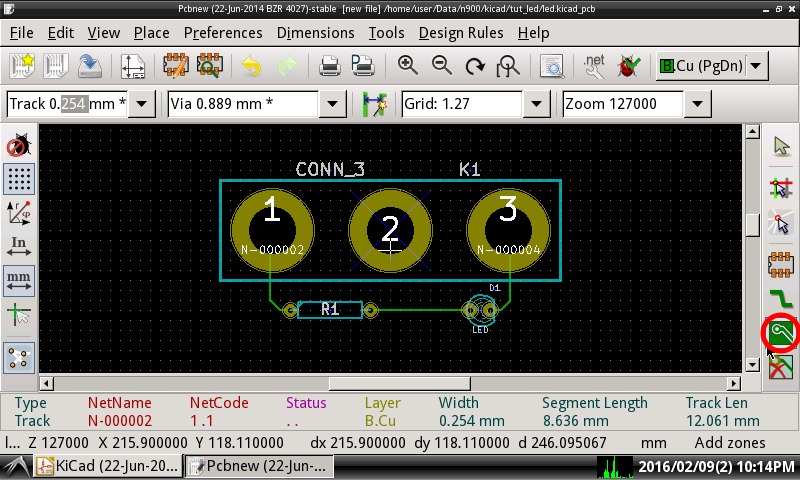 Pcbnew (22-Jun-2014 BZR 4027)-stable [new file] /home/user/Data/n900/kicad/tut_led/led.kicad_pcb
File Edit View Place Preferences Dimensions Tools Design Rules Help
.net B.Cu (PgDn)
Track 0.254 mm * Via 0.889 mm * Grid: 1.27 Zoom 127000
CONN_3 K1
1 2 3
N-000002 N-000004
In
mm
D1
R1
LED
Type NetName NetCode Status Layer Width Segment Length Track Len
Track N-000002 1 .1 . . B.Cu 0.254 mm 8.636 mm 12.061 mm
l... Z 127000 X 215.900000 Y 118.110000 dx 215.900000 dy 118.110000 d 246.095067 mm Add zones
KiCad (22-Jun-20... Pcbnew (22-Jun-... 2016/02/09(2) 10:14PM